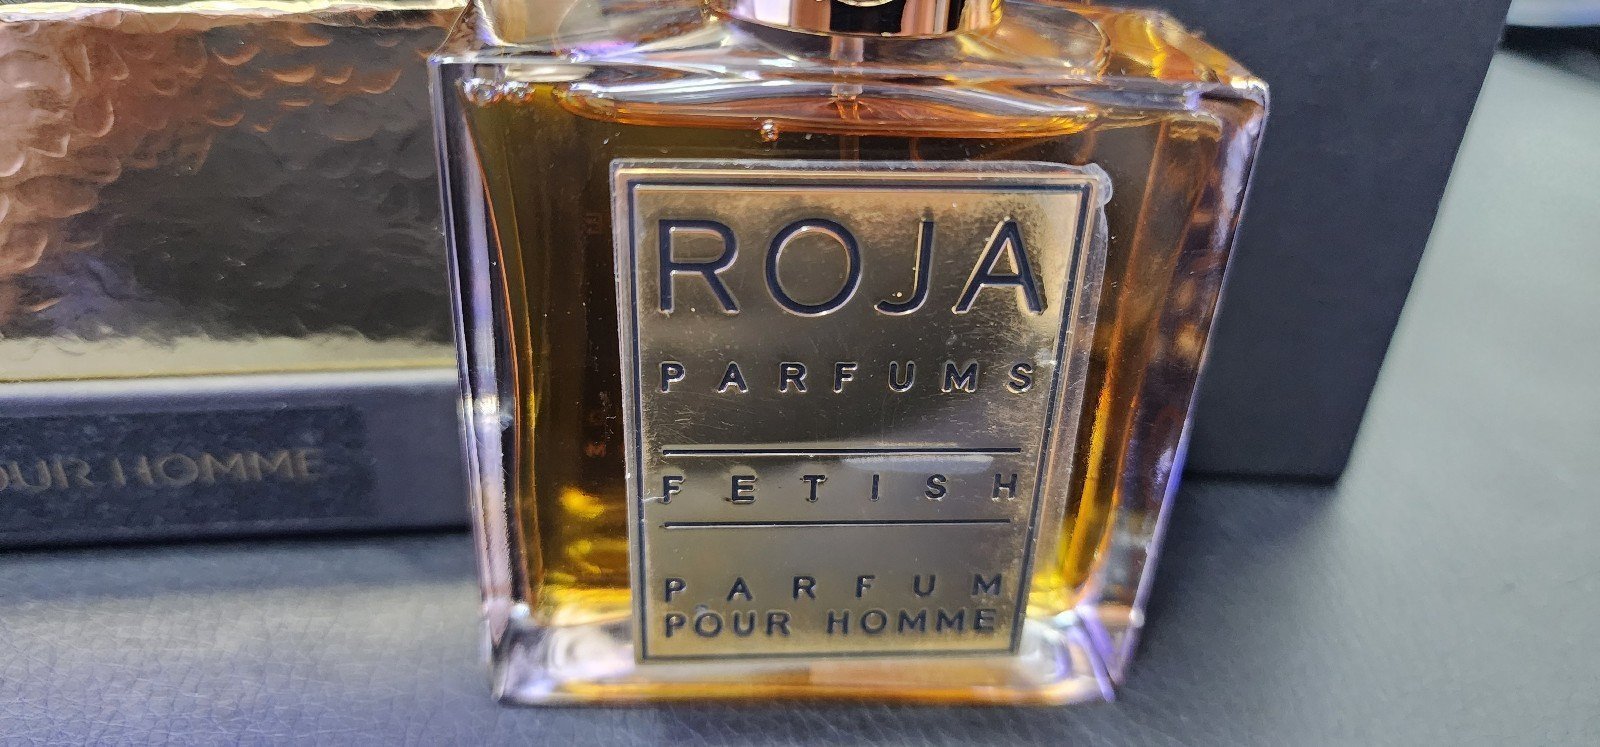 ROJA
PARFUMS
FETISH
PARFUM
POUR HOMME
OUR HOMME